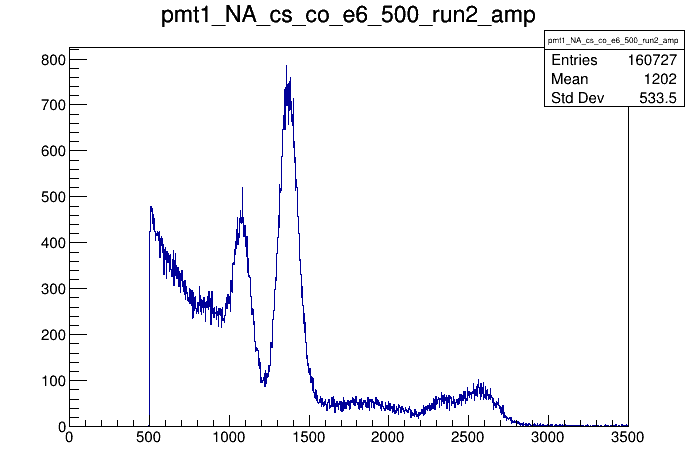 pmt1_NA_cs_co_e6_500_run2_amp
pmt1_NA_cs_co_e6_500_run2_amp
Entries 160727
Mean 1202
Std Dev 533.5
800
700
600
500
400
300
200
100
0
0 500 1000 1500 2000 2500 3000 3500